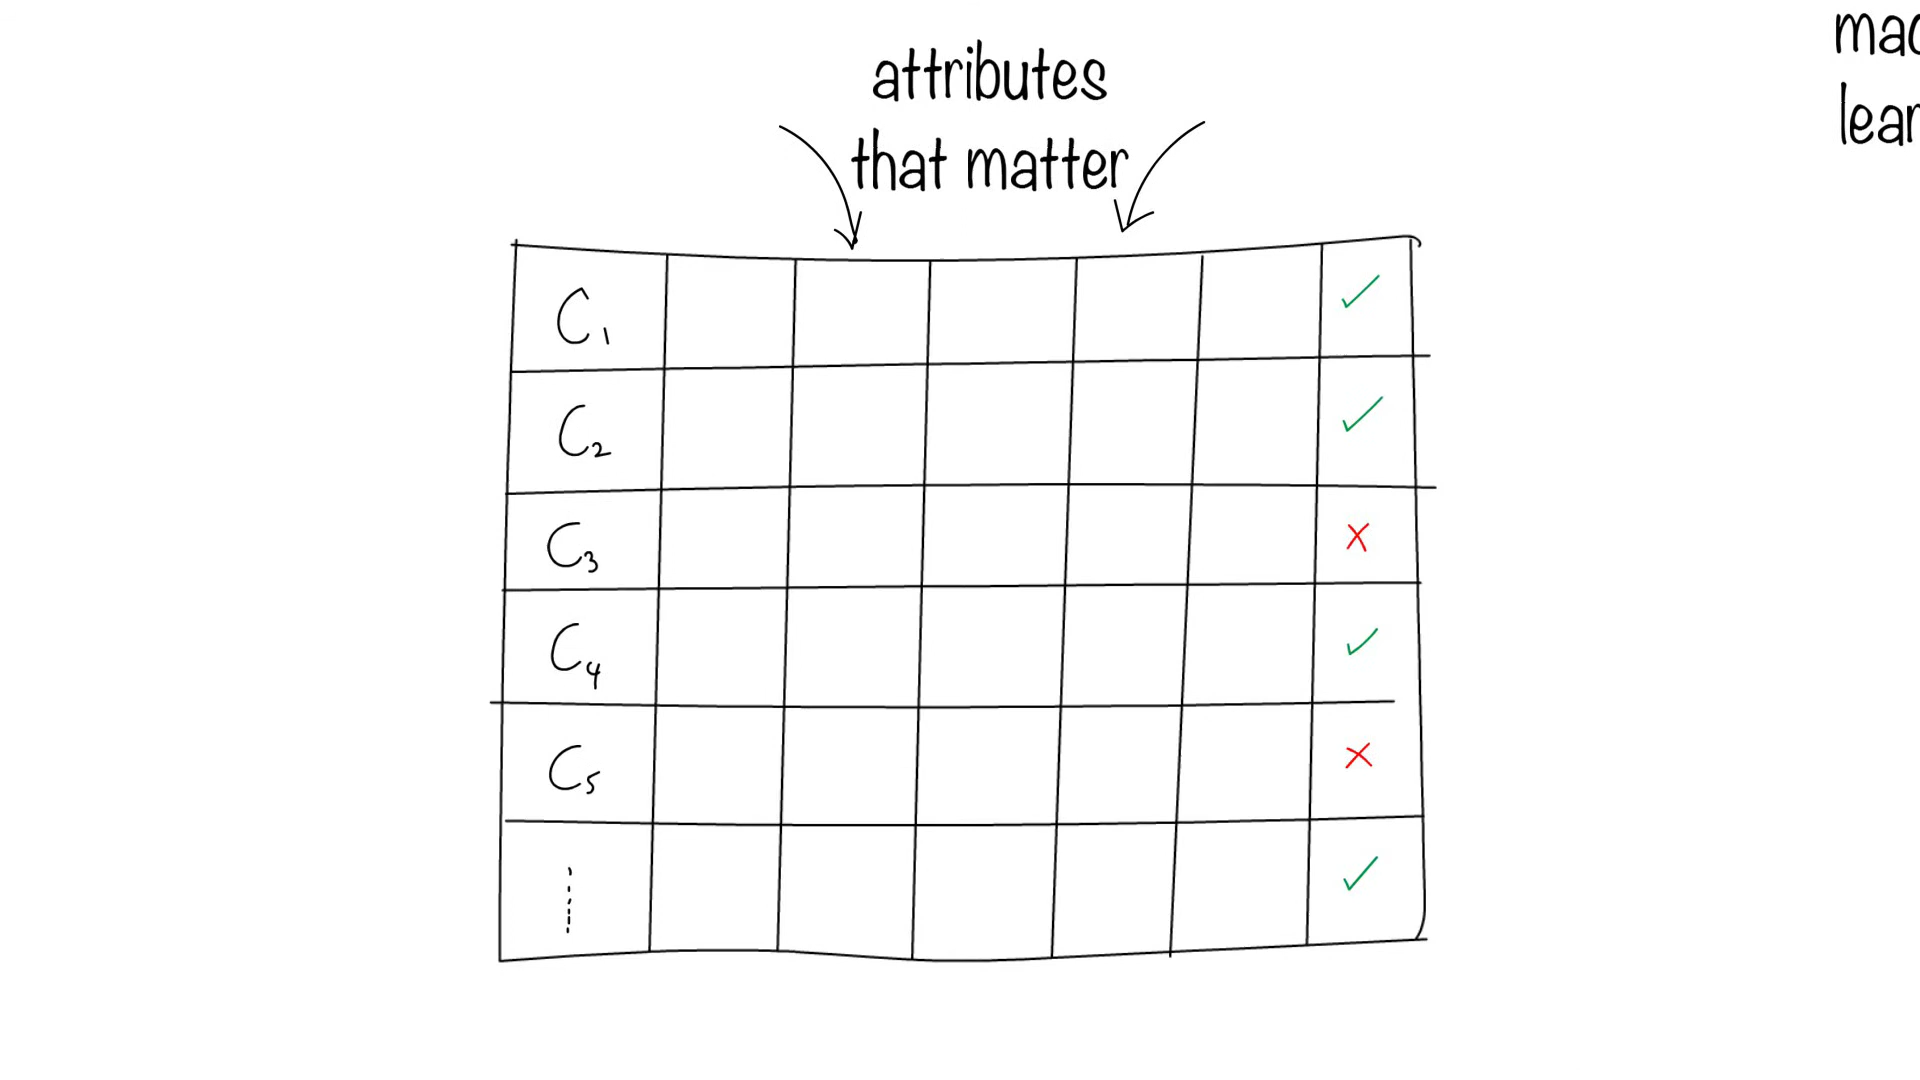 attributes
that matter
C1 ✓
C2 ✓
C3 ✗
C4 ✓
C5 ✗
✓